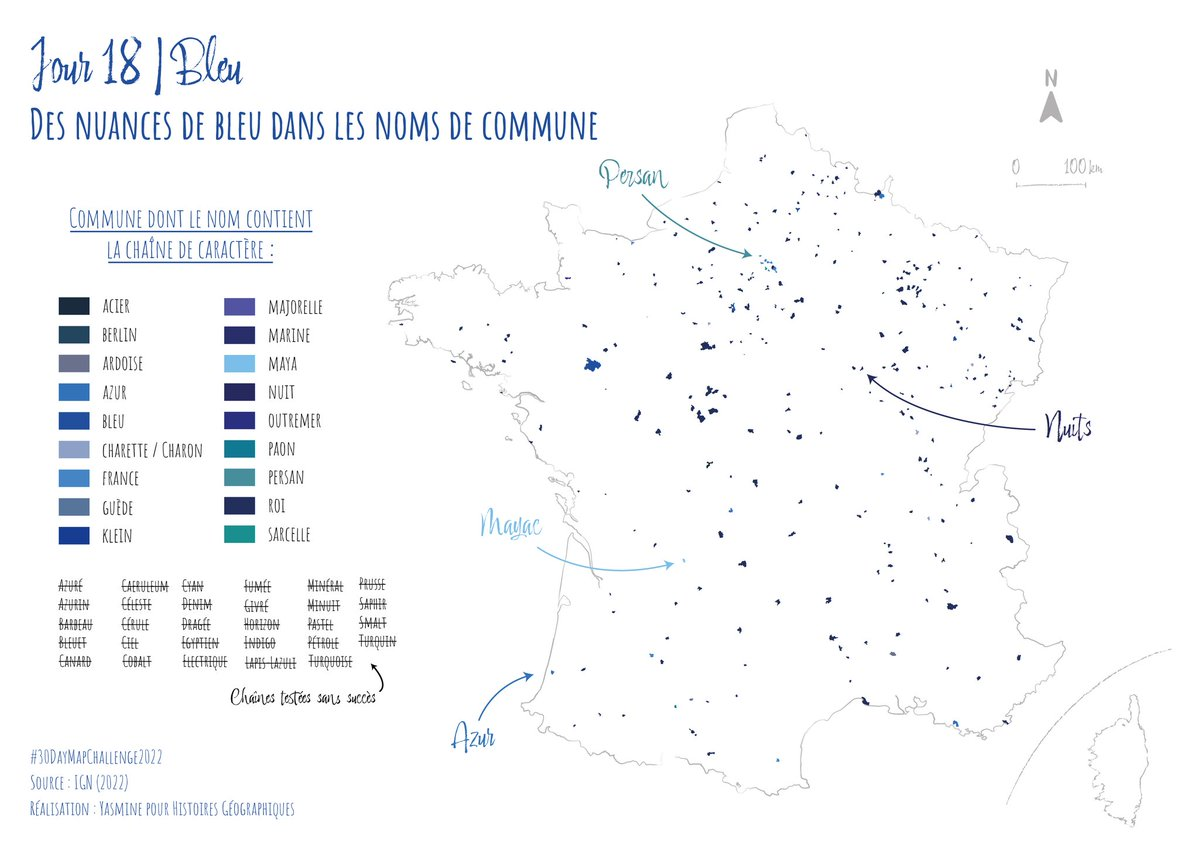 Jour 18 | Bleu
Des nuances de bleu dans les noms de commune
N
0 100 km
Persan
Commune dont le nom contient
la chaîne de caractère :
Acier
Berlin
Ardoise
Azur
Bleu
Charette / Charon
France
Guède
Klein
Majorelle
Marine
Maya
Nuit
Outremer
Paon
Persan
Roi
Sarcelle
Nuits
Mayac
Azur
Azuré Caeruleum Cyan Fumée Minéral Prusse
Azurin Céleste Denim Givré Minuit Saphir
Barbeau Cérule Dragée Horizon Pastel Smalt
Bleuet Ciel Egyptien Indigo Pétrole Turquin
Canard Cobalt Electrique Lapis-Lazuli Turquoise
Chaînes testées sans succès
#30DayMapChallenge2022
Source : IGN (2022)
Réalisation : Yasmine pour Histoires Géographiques